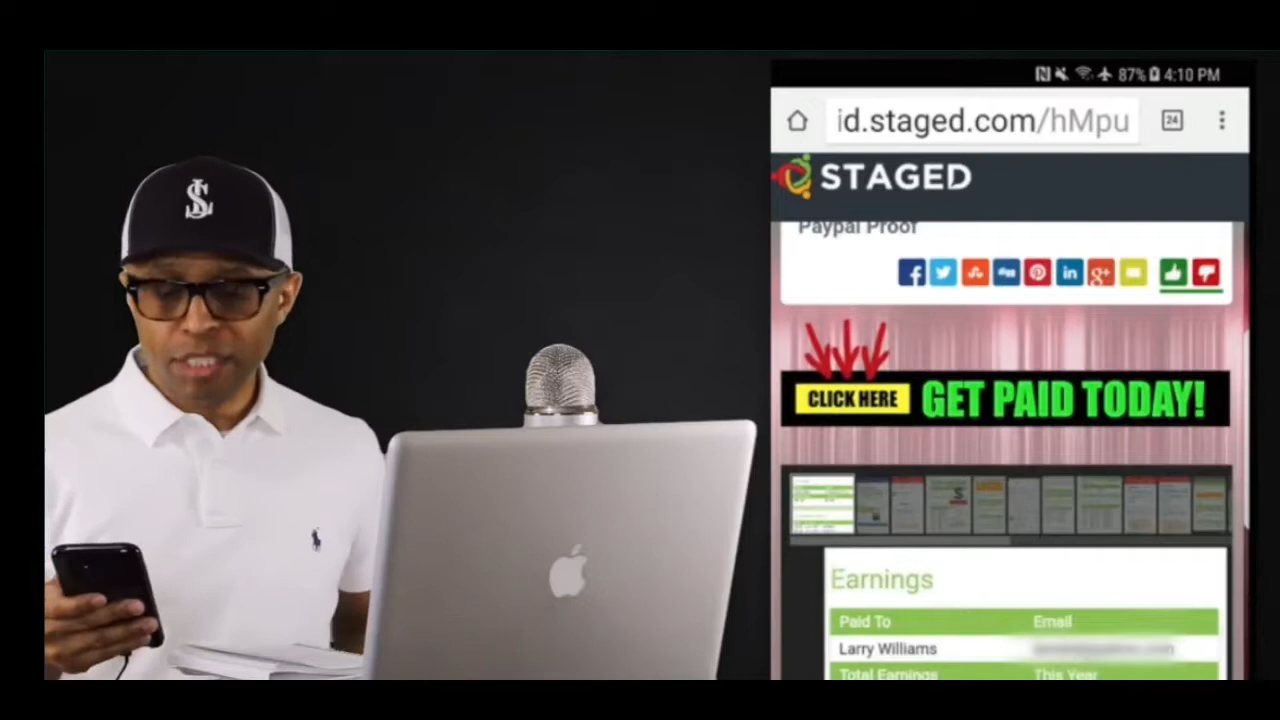 87% 4:10 PM
id.staged.com/hMpu
24
STAGED
Paypal Proof
CLICK HERE GET PAID TODAY!
Earnings
Paid To Email
Larry Williams
Total Earnings This Year